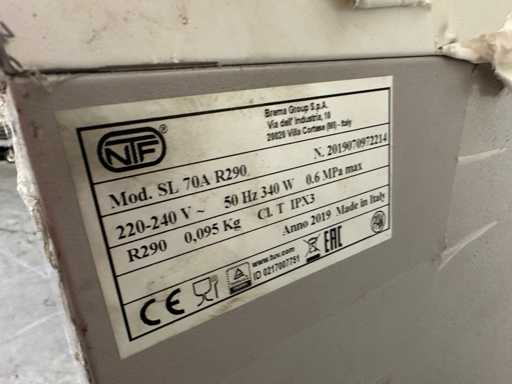 NTF ®
Brema Group S.p.A.
Via dell' Industria, 10
20020 Villa Cortese (MI) - Italy
Mod. SL 70A R290
N. 2019070972214
220-240 V ~ 50 Hz 340 W 0.6 MPa max
R290 0,095 Kg Cl. T IPX3
Anno 2019 Made in Italy
CE
www.tuv.com
ID 0217007751
EAC